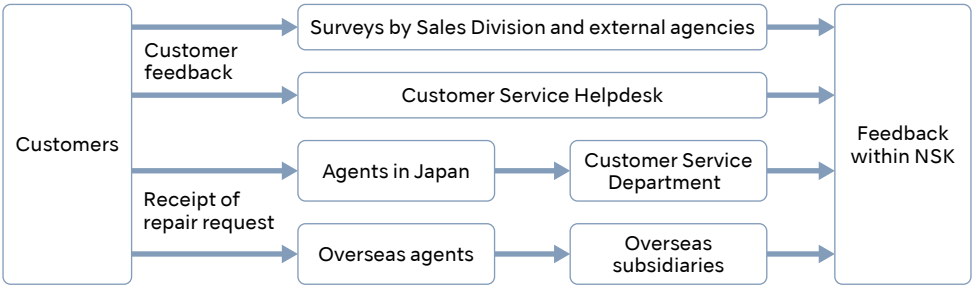 Customers
Customer
feedback
Surveys by Sales Division and external agencies
Customer Service Helpdesk
Receipt of
repair request
Agents in Japan
Customer Service
Department
Overseas agents
Overseas
subsidiaries
Feedback
within NSK